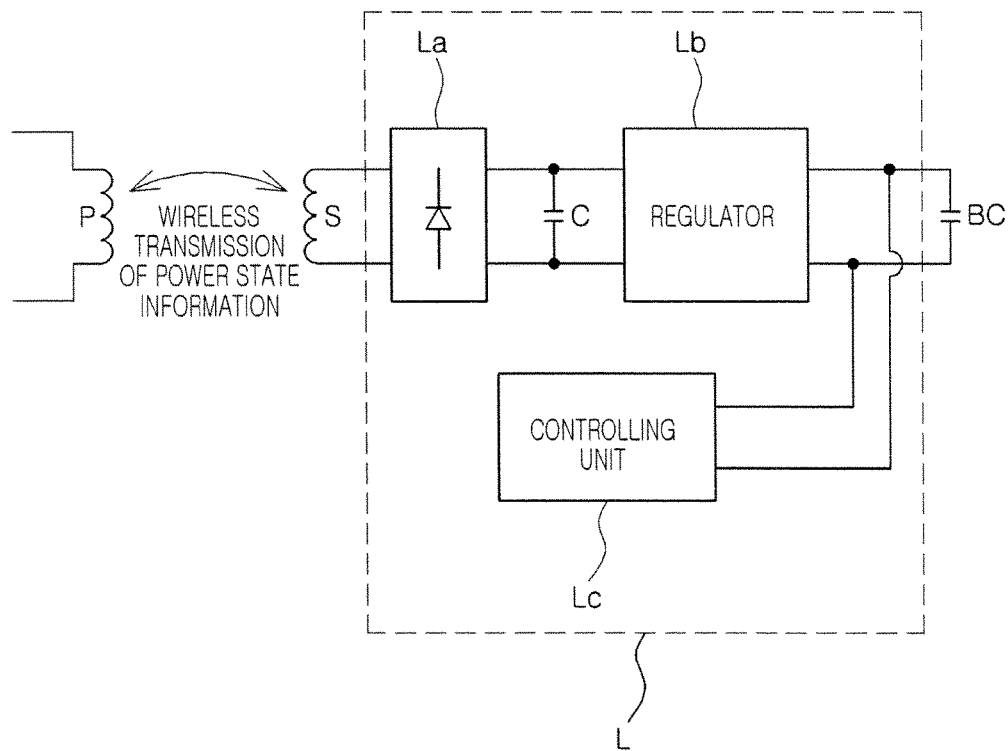 La
Lb
P
WIRELESS
TRANSMISSION
OF POWER STATE
INFORMATION
S
C
REGULATOR
BC
CONTROLLING
UNIT
Lc
L